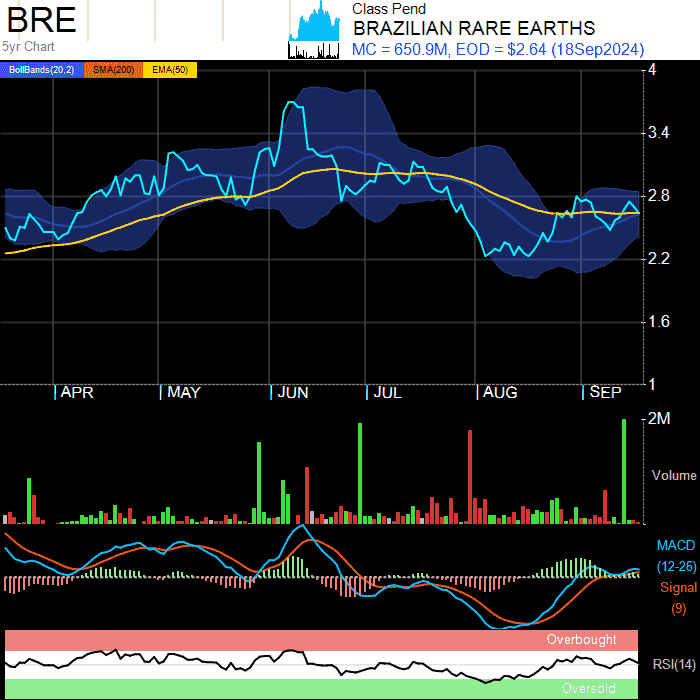 BRE
5yr Chart
Class Pend
BRAZILIAN RARE EARTHS
MC = 650.9M, EOD = $2.64 (18Sep2024)
BollBands(20,2) SMA(200) EMA(50)
4
3.4
2.8
2.2
1.6
1
APR MAY JUN JUL AUG SEP
2M
Volume
MACD
(12-26)
Signal
(9)
Overbought
RSI(14)
Oversold